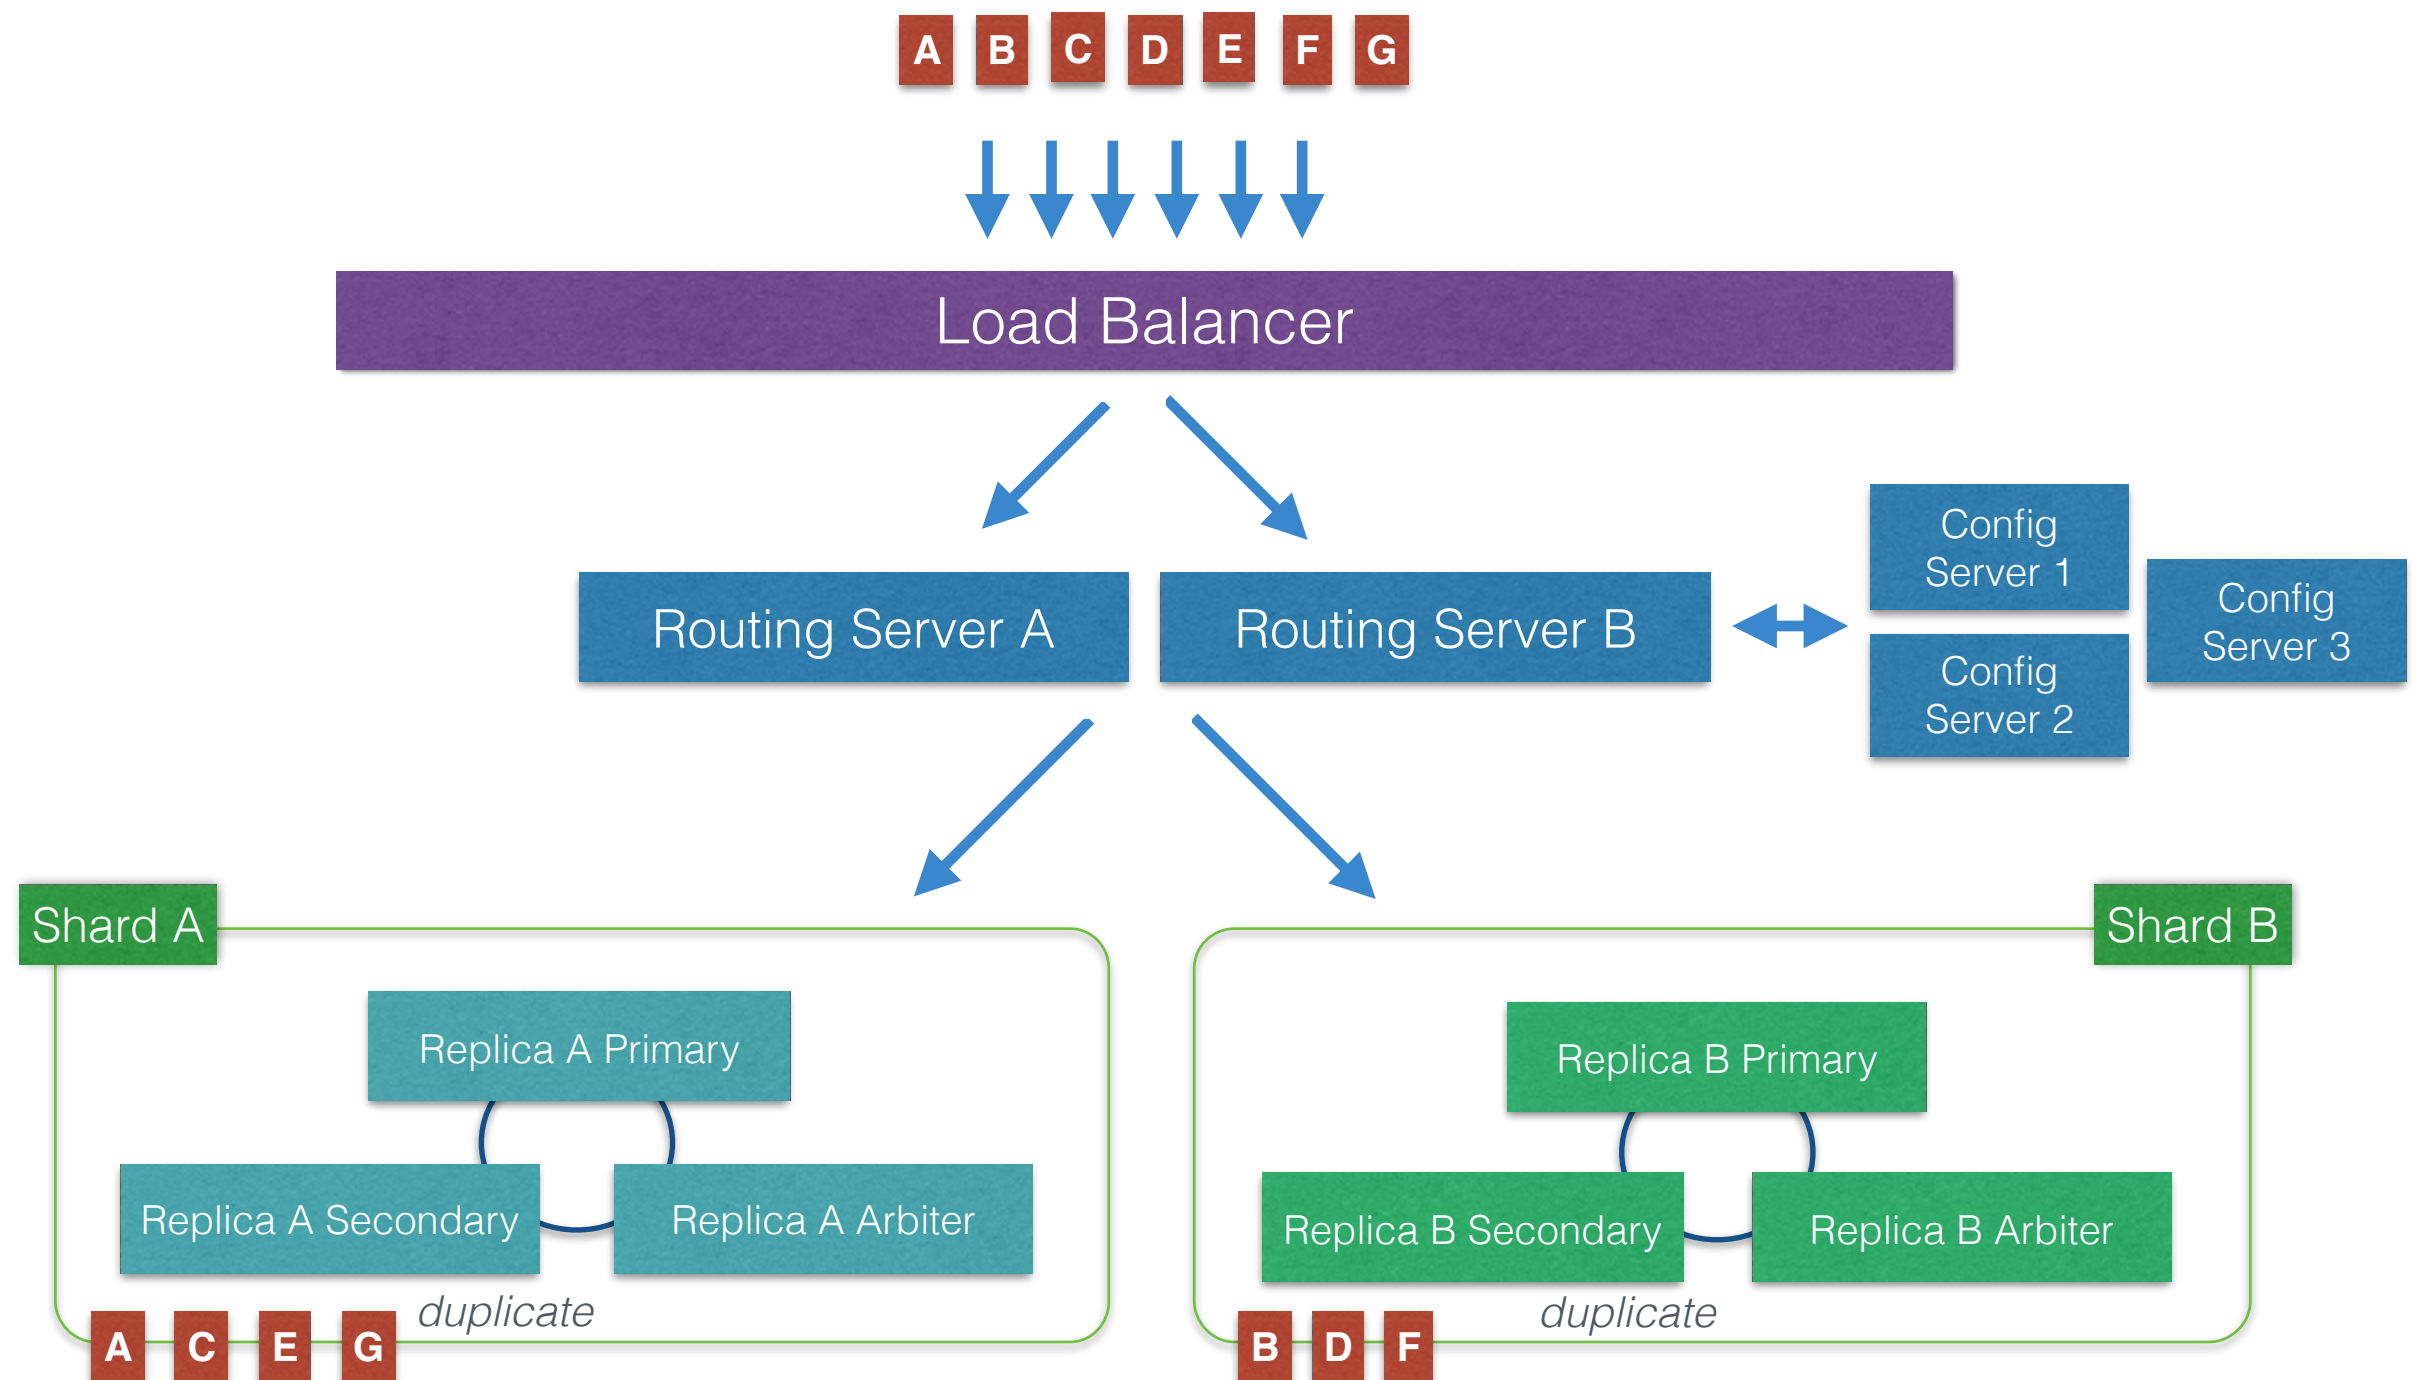 A B C D E F G
Load Balancer
Routing Server A
Routing Server B
Config
Server 1
Config
Server 2
Config
Server 3
Shard A
Replica A Primary
Replica A Secondary
Replica A Arbiter
duplicate
A C E G
Shard B
Replica B Primary
Replica B Secondary
Replica B Arbiter
duplicate
B D F